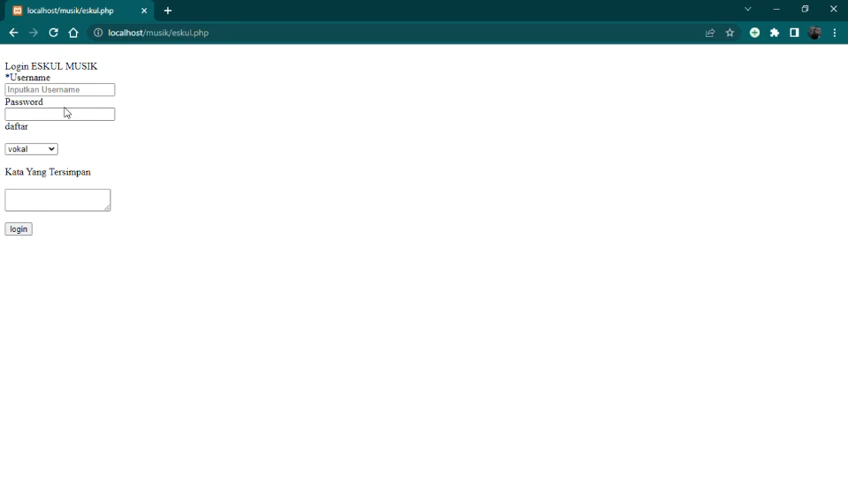 localhost/musik/eskul.php
localhost/musik/eskul.php
Login ESKUL MUSIK
*Username
Inputkan Username
Password
daftar
vokal
Kata Yang Tersimpan
login